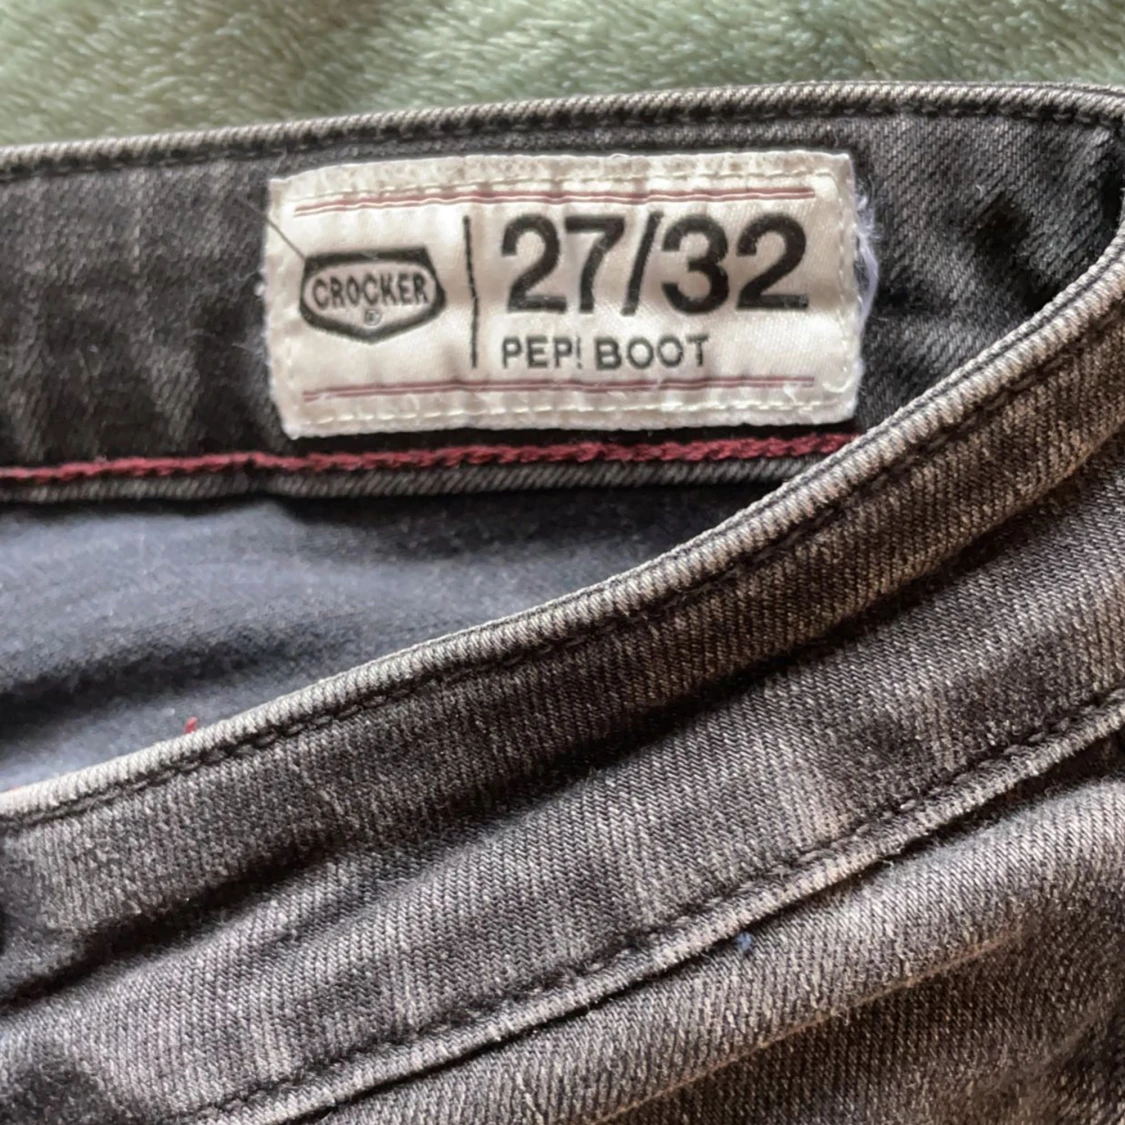 CROCKER
®
27/32
PEP! BOOT